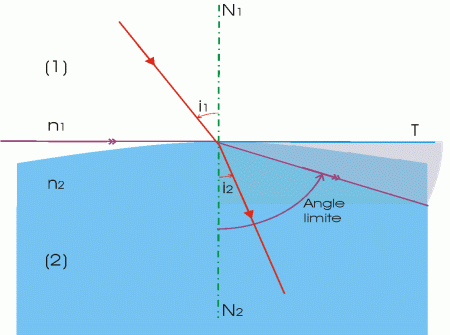 N1
(1)
i1
n1
T
n2
i2
Angle
limite
(2)
N2